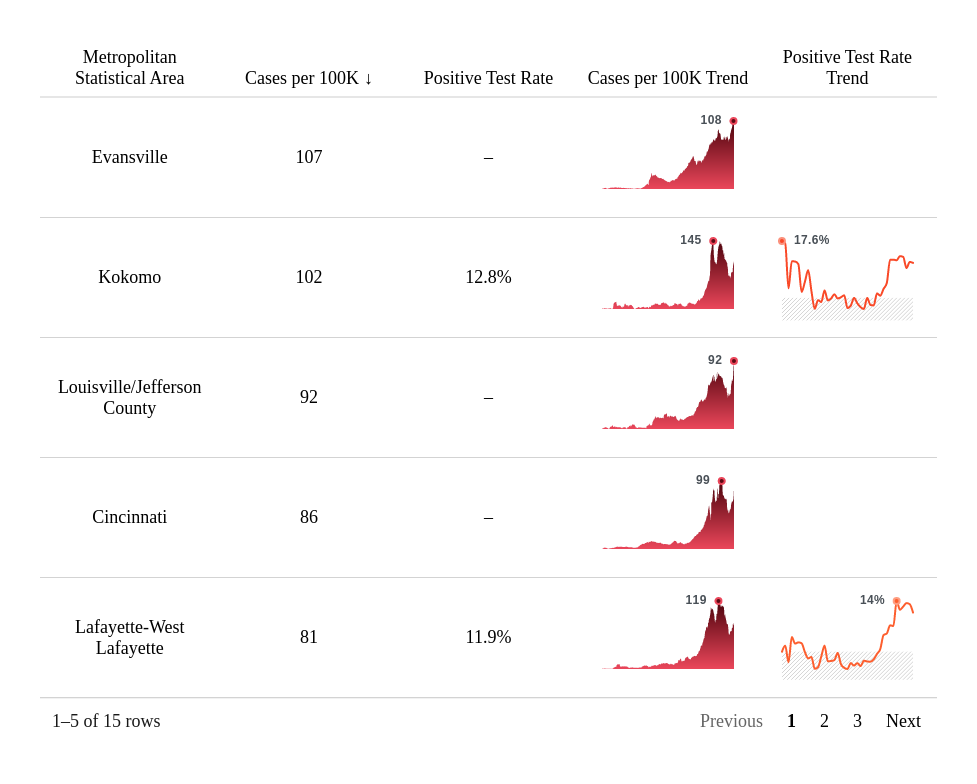 Metropolitan
Statistical Area
Cases per 100K ↓
Positive Test Rate
Cases per 100K Trend
Positive Test Rate
Trend
Evansville
107
–
108
Kokomo
102
12.8%
145
17.6%
Louisville/Jefferson
County
92
–
92
Cincinnati
86
–
99
Lafayette-West
Lafayette
81
11.9%
119
14%
1–5 of 15 rows
Previous 1 2 3 Next